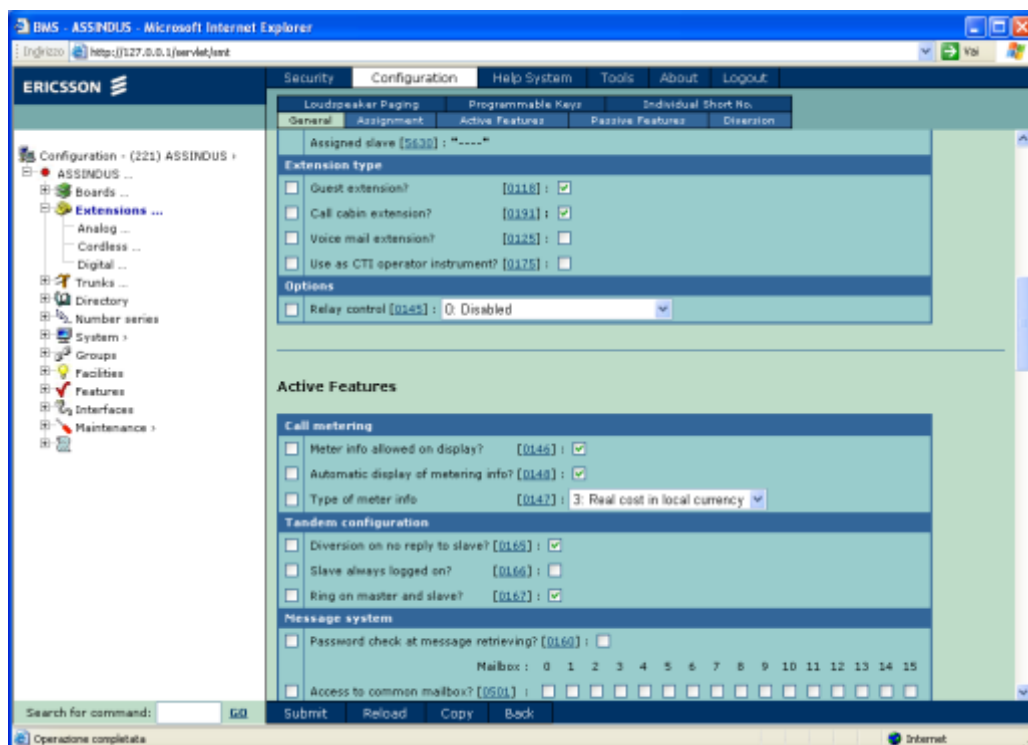 BMS - ASSINDUS - Microsoft Internet Explorer
Indirizzo http://127.0.0.1/servlet/smt Vai
ERICSSON
Security Configuration Help System Tools About Logout
Loudspeaker Paging Programmable Keys Individual Short No.
General Assignment Active Features Passive Features Diversion
Configuration - (221) ASSINDUS ›
ASSINDUS ...
Boards ...
Extensions ...
Analog ...
Cordless ...
Digital ...
Trunks ...
Directory
Number series
System ›
Groups
Facilities
Features
Interfaces
Maintenance ›
Assigned slave [5630] : "----"
Extension type
Guest extension? [0118] :
Call cabin extension? [0191] :
Voice mail extension? [0125] :
Use as CTI operator instrument? [0175] :
Options
Relay control [0145] : 0: Disabled
Active Features
Call metering
Meter info allowed on display? [0146] :
Automatic display of metering info? [0148] :
Type of meter info [0147] : 3: Real cost in local currency
Tandem configuration
Diversion on no reply to slave? [0165] :
Slave always logged on? [0166] :
Ring on master and slave? [0167] :
Message system
Password check at message retrieving? [0160] :
Mailbox : 0 1 2 3 4 5 6 7 8 9 10 11 12 13 14 15
Access to common mailbox? [0501] :
Search for command: GO
Submit Reload Copy Back
Operazione completata Internet